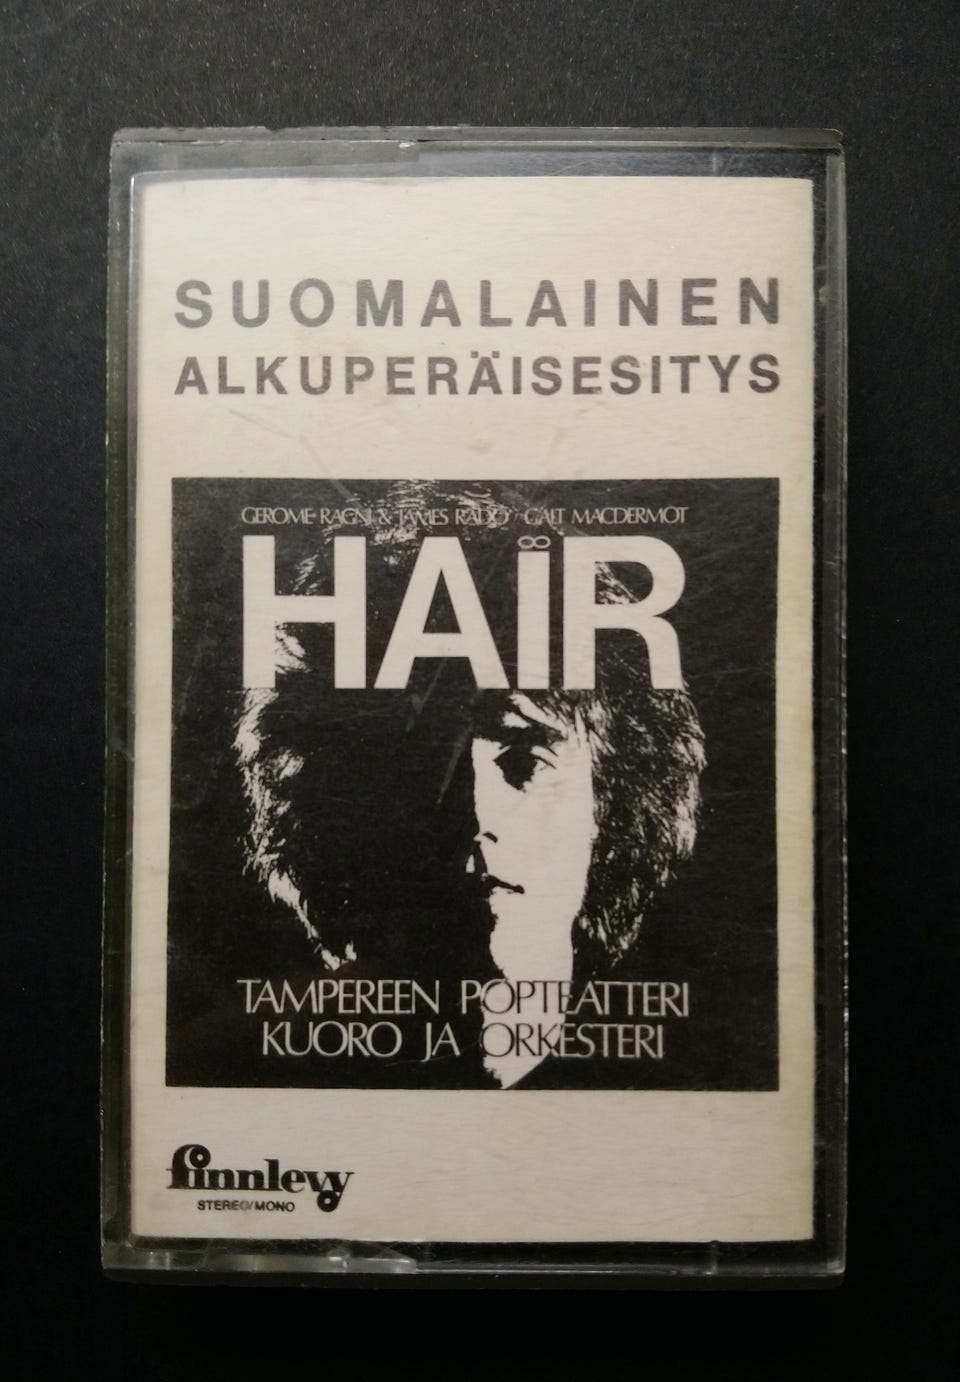 SUOMALAINEN
ALKUPERÄISESITYS
GEROME RAGNI & JAMES RADO GALT MACDERMOT
HAÏR
TAMPEREEN POPTEATTERI
KUORO JA ORKESTERI
finnlevy
STEREO/MONO